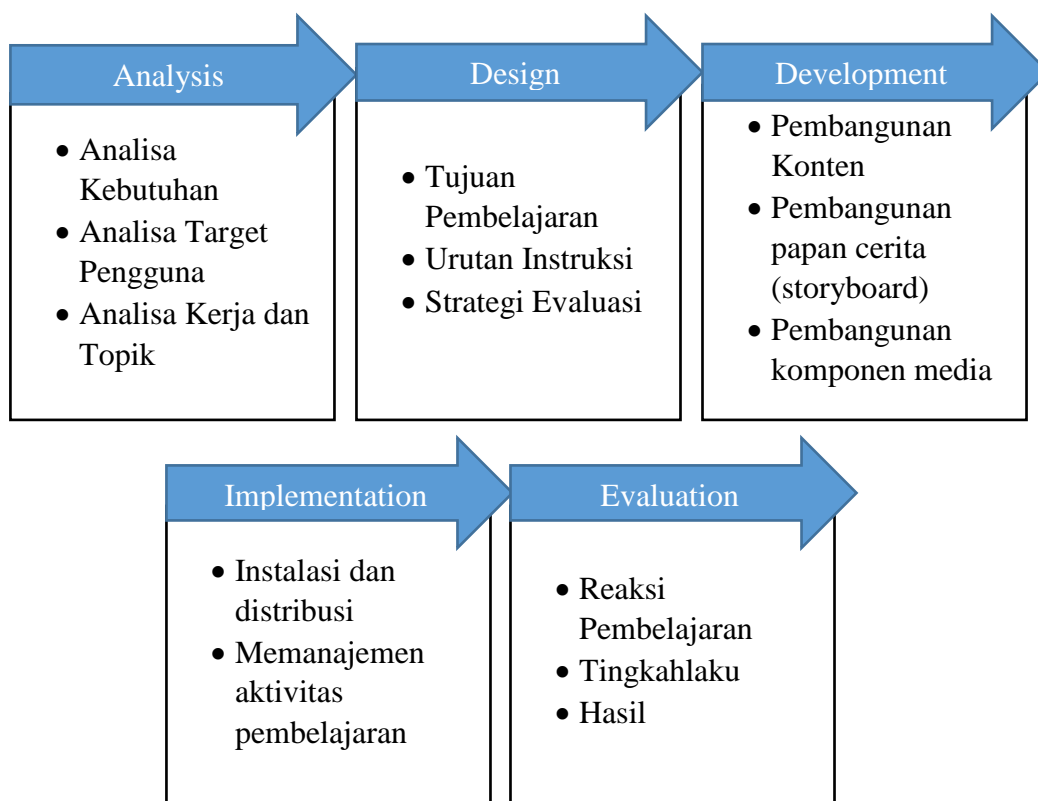 Analysis
• Analisa
Kebutuhan
• Analisa Target
Pengguna
• Analisa Kerja dan
Topik
Design
• Tujuan
Pembelajaran
• Urutan Instruksi
• Strategi Evaluasi
Development
• Pembangunan
Konten
• Pembangunan
papan cerita
(storyboard)
• Pembangunan
komponen media
Implementation
• Instalasi dan
distribusi
• Memanajemen
aktivitas
pembelajaran
Evaluation
• Reaksi
Pembelajaran
• Tingkahlaku
• Hasil